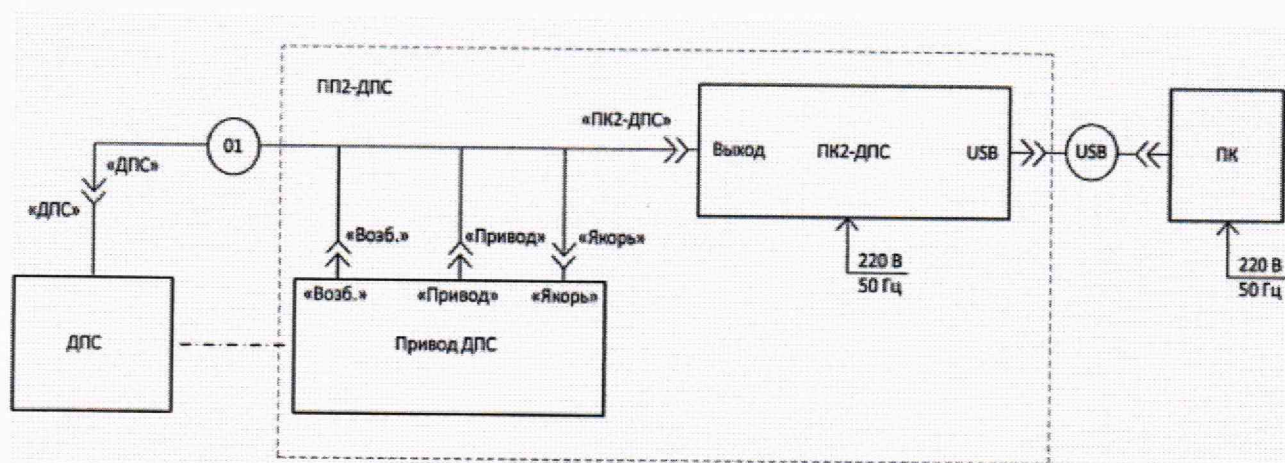 ПП2-ДПС
«ПК2-ДПС»
01
Выход
ПК2-ДПС
USB
USB
ПК
«ДПС»
«ДПС»
«Возб.»
«Привод»
«Якорь»
220 В
50 Гц
220 В
50 Гц
«Возб.»
«Привод»
«Якорь»
ДПС
Привод ДПС